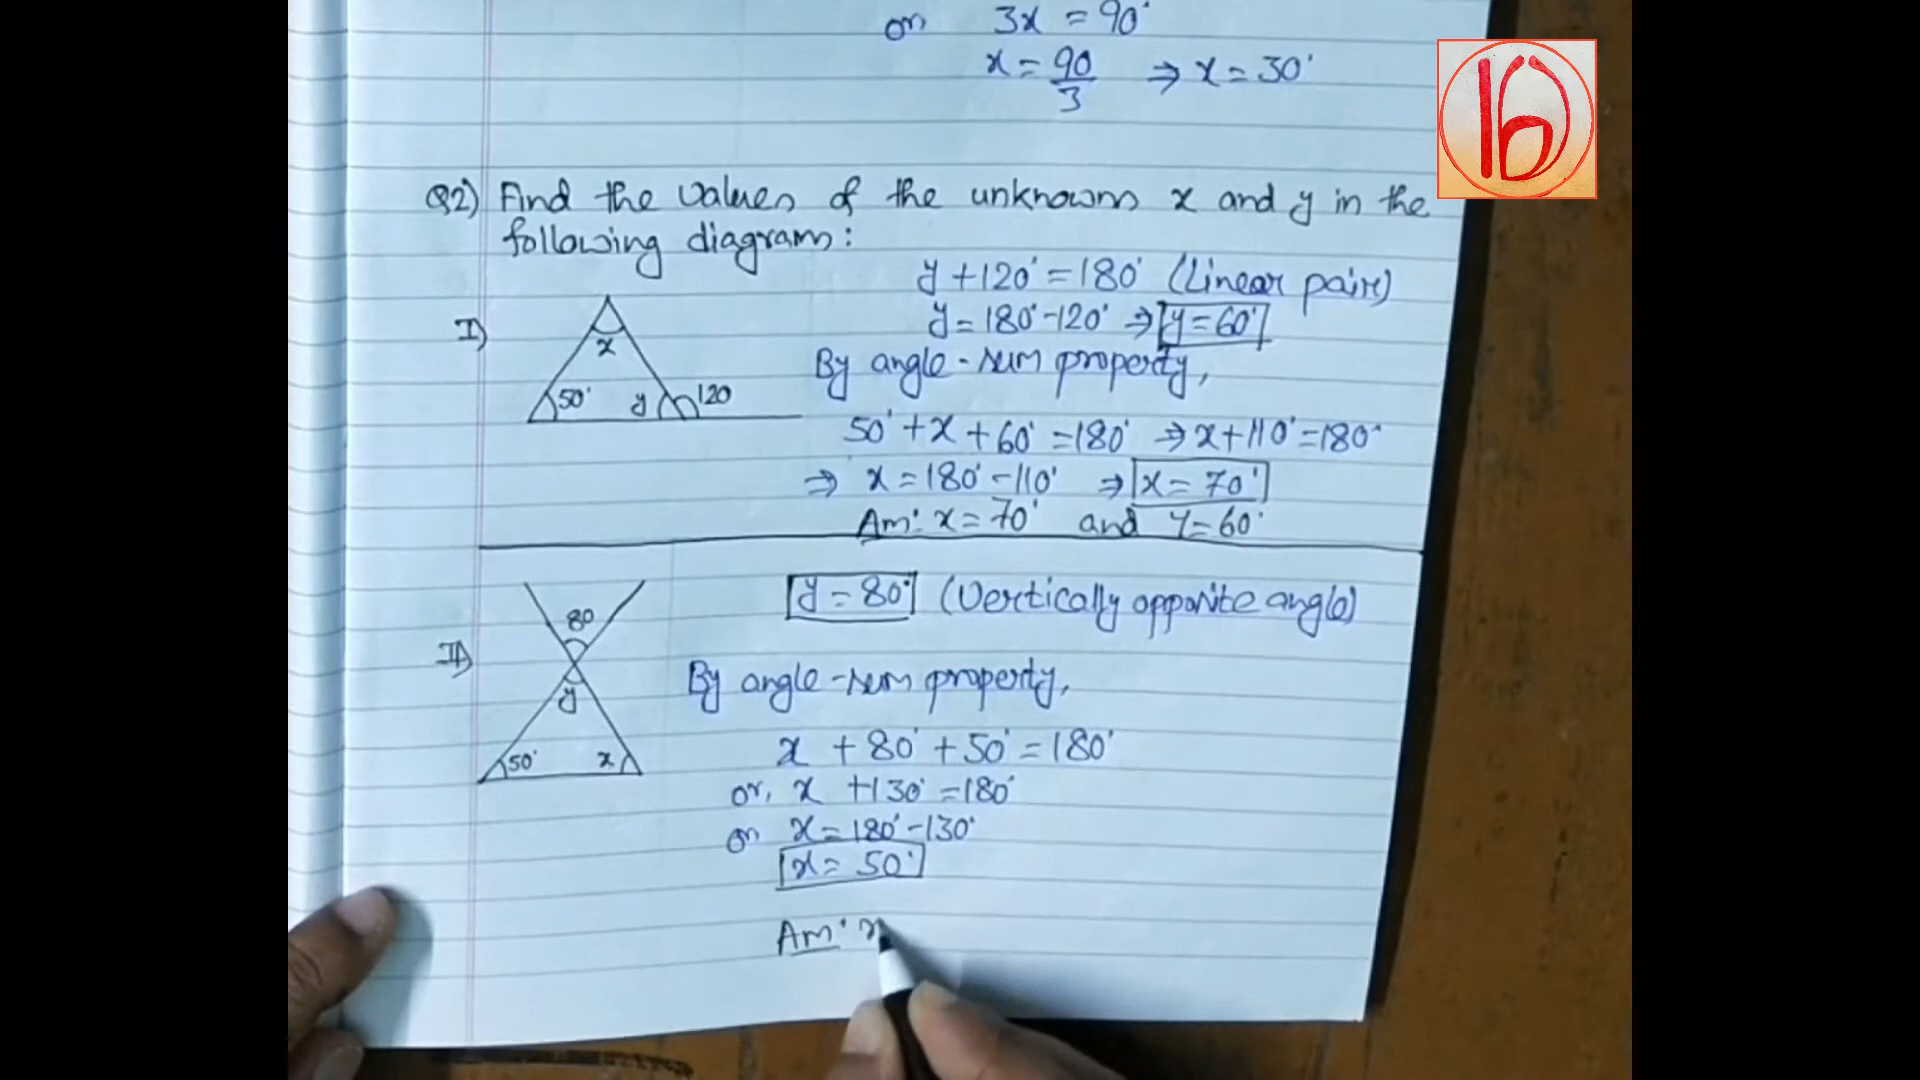 or 3x = 90°
x = 90/3 ⇒ x = 30°
Q2) Find the values of the unknowns x and y in the
following diagrams:
y + 120° = 180° (Linear pair)
I)
y = 180° - 120° ⇒ y = 60°
x
By angle-sum property,
50° y 120
50° + x + 60° = 180° ⇒ x + 110° = 180°
⇒ x = 180° - 110° ⇒ x = 70°
Ans: x = 70° and y = 60°
y = 80° (Vertically opposite angle)
80
II)
By angle-sum property,
y
x + 80° + 50° = 180°
50° x
or, x + 130° = 180°
or x = 180° - 130°
x = 50°
Ans: x